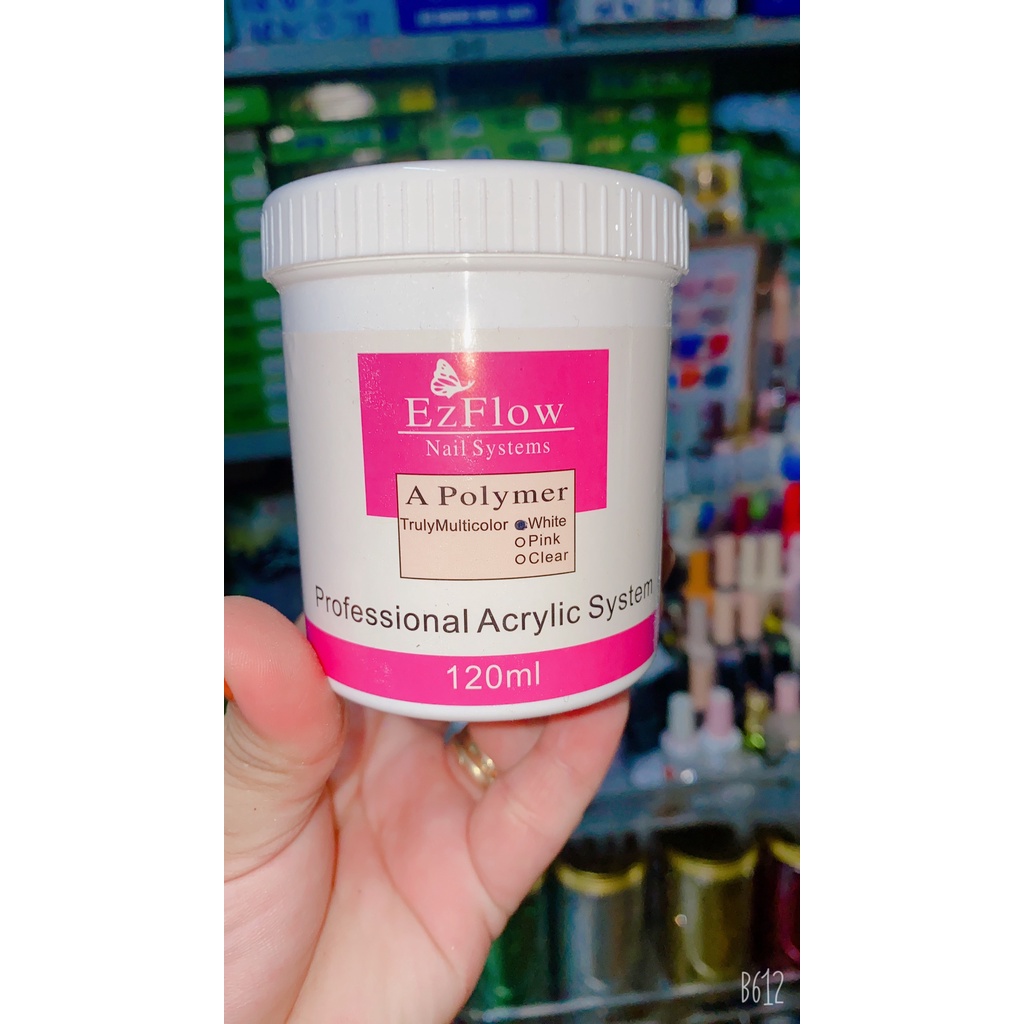 EzFlow
Nail Systems
A Polymer
TrulyMulticolor White
Pink
Clear
Professional Acrylic System
120ml
B612